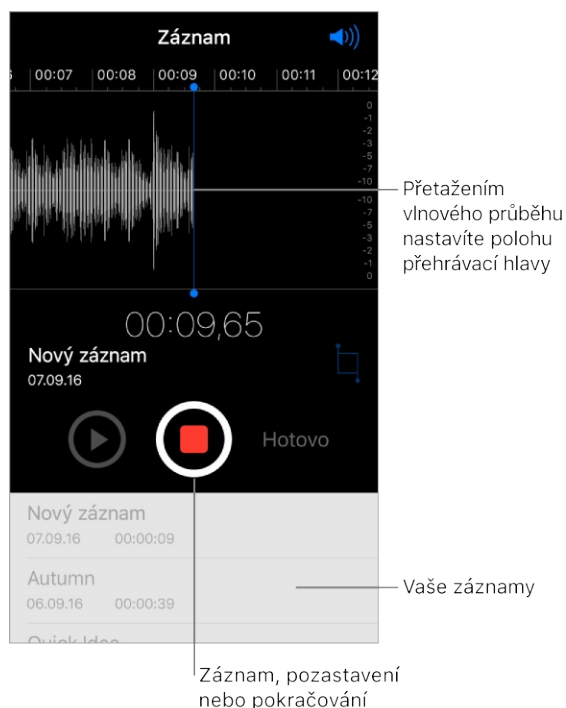 Záznam
00:07 00:08 00:09 00:10 00:11 00:12
0
-1
-2
-3
-5
-7
-10
-10
-7
-5
-3
-2
-1
0
Přetažením
vlnového průběhu
nastavíte polohu
přehrávací hlavy
00:09,65
Nový záznam
07.09.16
Hotovo
Nový záznam
07.09.16 00:00:09
Autumn
06.09.16 00:00:39
Vaše záznamy
Quick Idea
Záznam, pozastavení
nebo pokračování